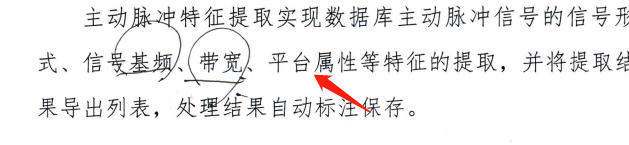 主动脉冲特征提取实现数据库主动脉冲信号的信号形
式、信号基频、带宽、平台属性等特征的提取，并将提取结
果导出列表，处理结果自动标注保存。